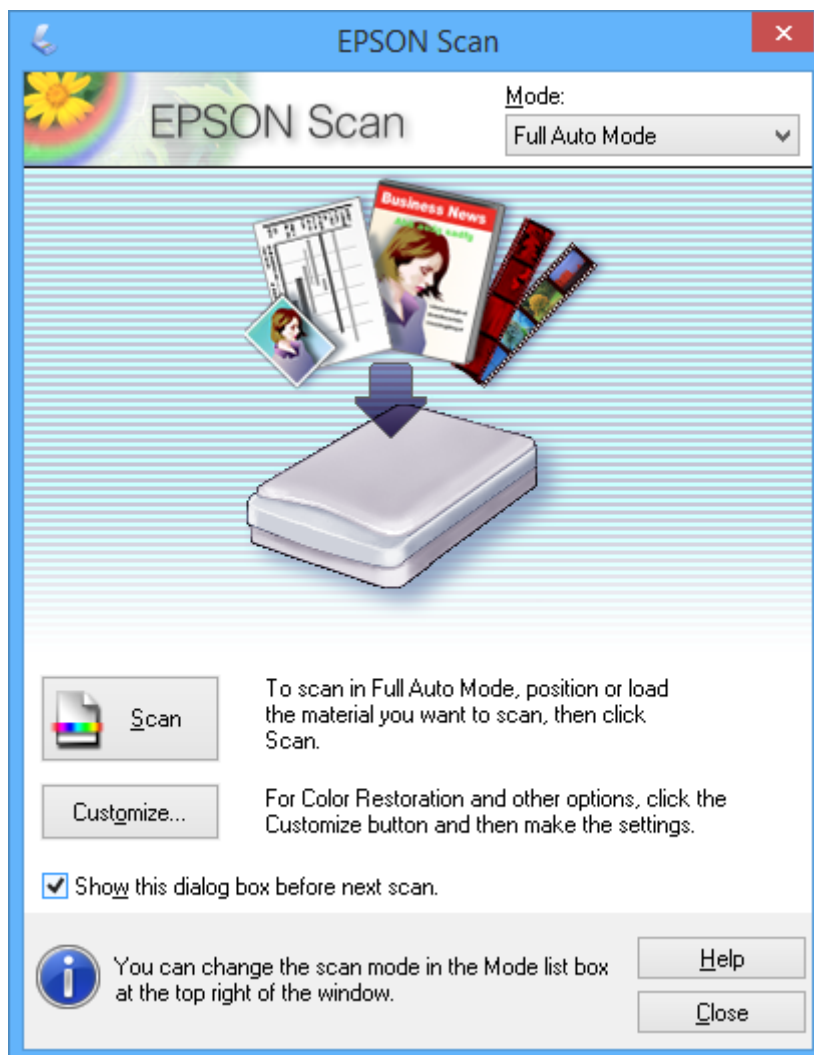 EPSON Scan
EPSON Scan
Mode:
Full Auto Mode
Business News
Scan
To scan in Full Auto Mode, position or load
the material you want to scan, then click
Scan.
Customize...
For Color Restoration and other options, click the
Customize button and then make the settings.
Show this dialog box before next scan.
You can change the scan mode in the Mode list box
at the top right of the window.
Help
Close